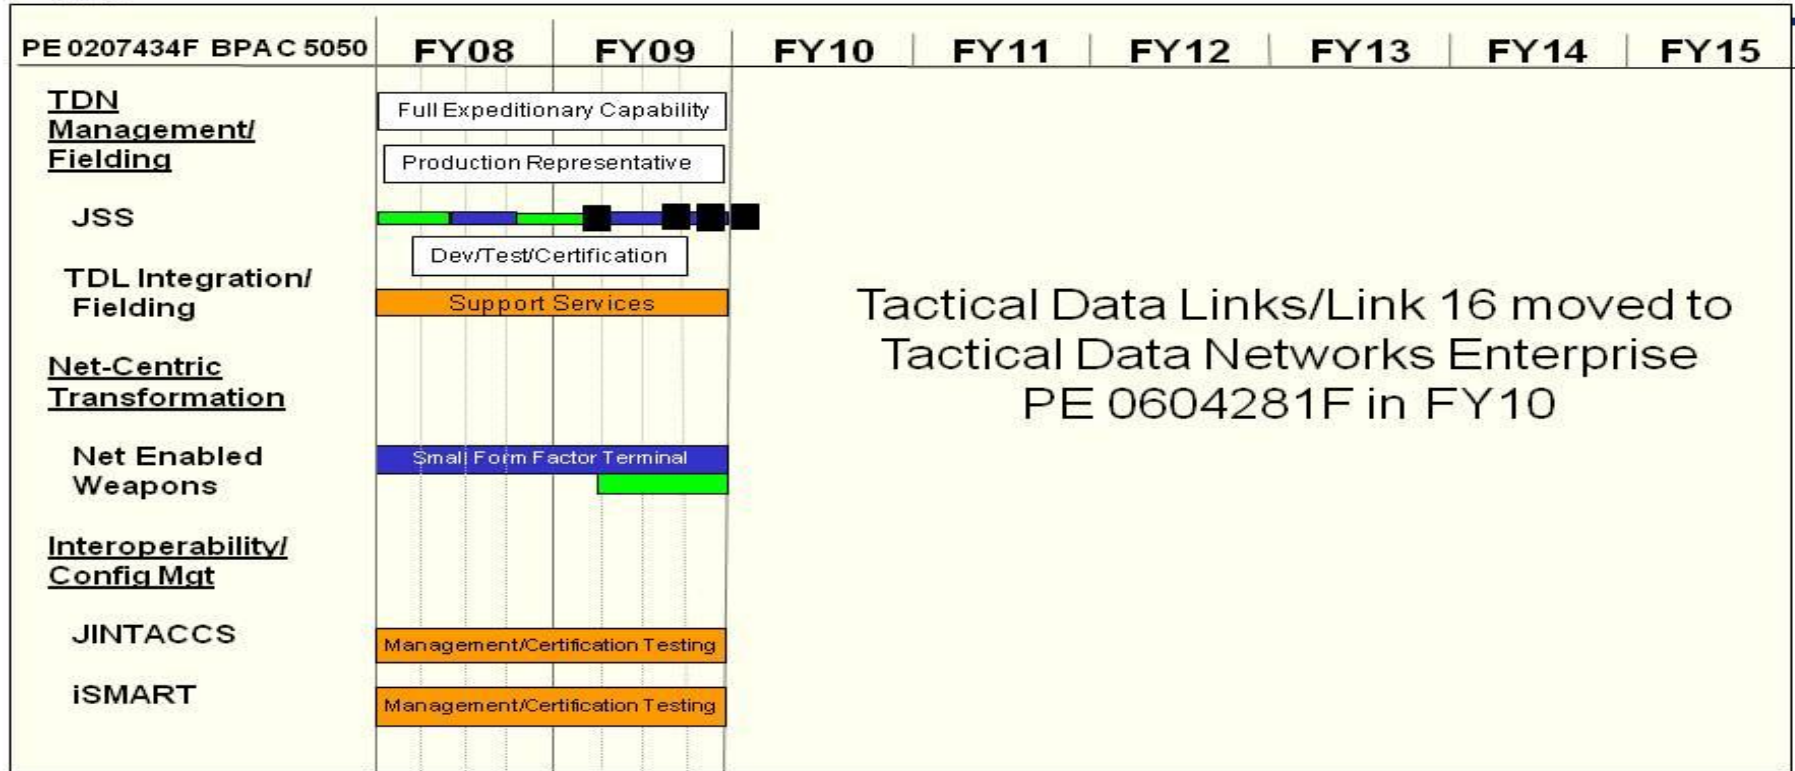 PE 0207434F BPAC 5050 FY08 FY09 FY10 FY11 FY12 FY13 FY14 FY15
TDN
Management/
Fielding
Full Expeditionary Capability
Production Representative
JSS
Dev/Test/Certification
TDL Integration/
Fielding
Support Services
Tactical Data Links/Link 16 moved to
Tactical Data Networks Enterprise
PE 0604281F in FY10
Net-Centric
Transformation
Net Enabled
Weapons
Small Form Factor Terminal
Interoperability/
Config Mgt
JINTACCS
Management/Certification Testing
iSMART
Management/Certification Testing